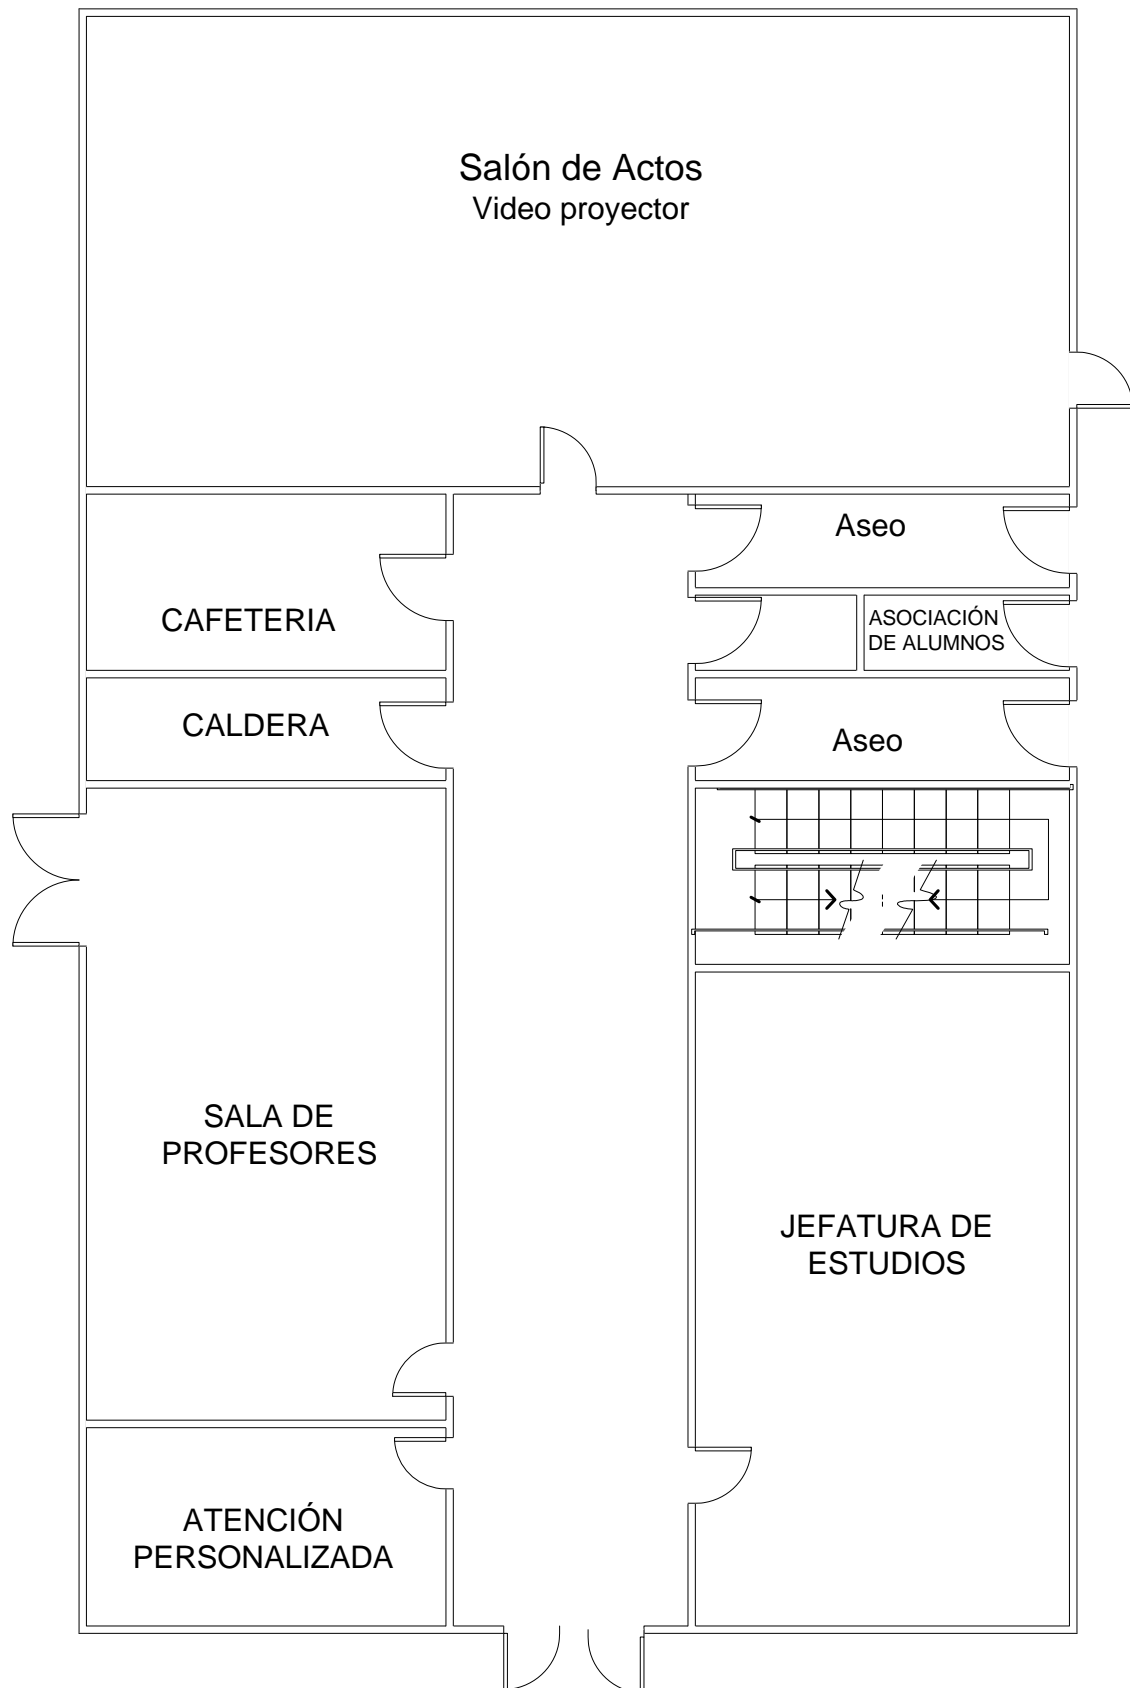 Salón de Actos
Video proyector
Aseo
CAFETERIA
ASOCIACIÓN
DE ALUMNOS
CALDERA
Aseo
SALA DE
PROFESORES
JEFATURA DE
ESTUDIOS
ATENCIÓN
PERSONALIZADA